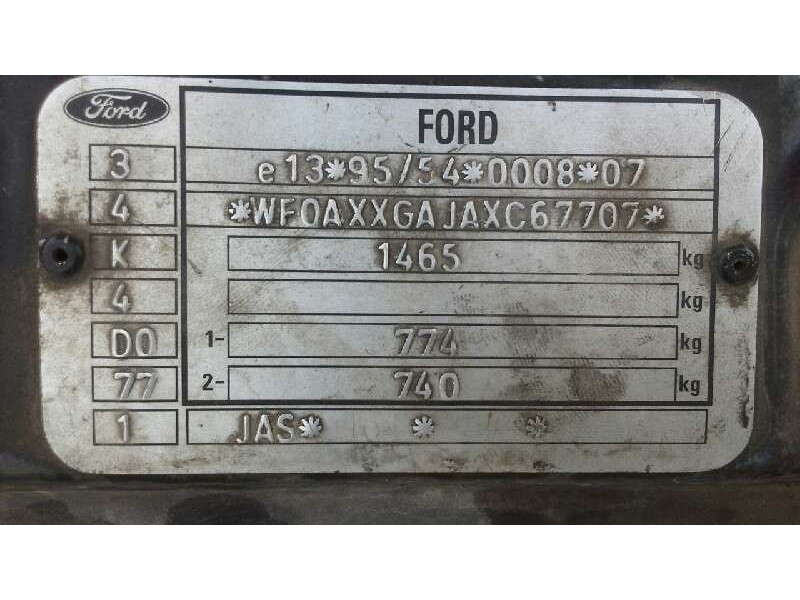 Ford
FORD
3 e13*95/54*0008*07
4 *WF0AXXGAJAXC67707*
K 1465 kg
4 kg
D0 1- 774 kg
77 2- 740 kg
1 JAS* * *